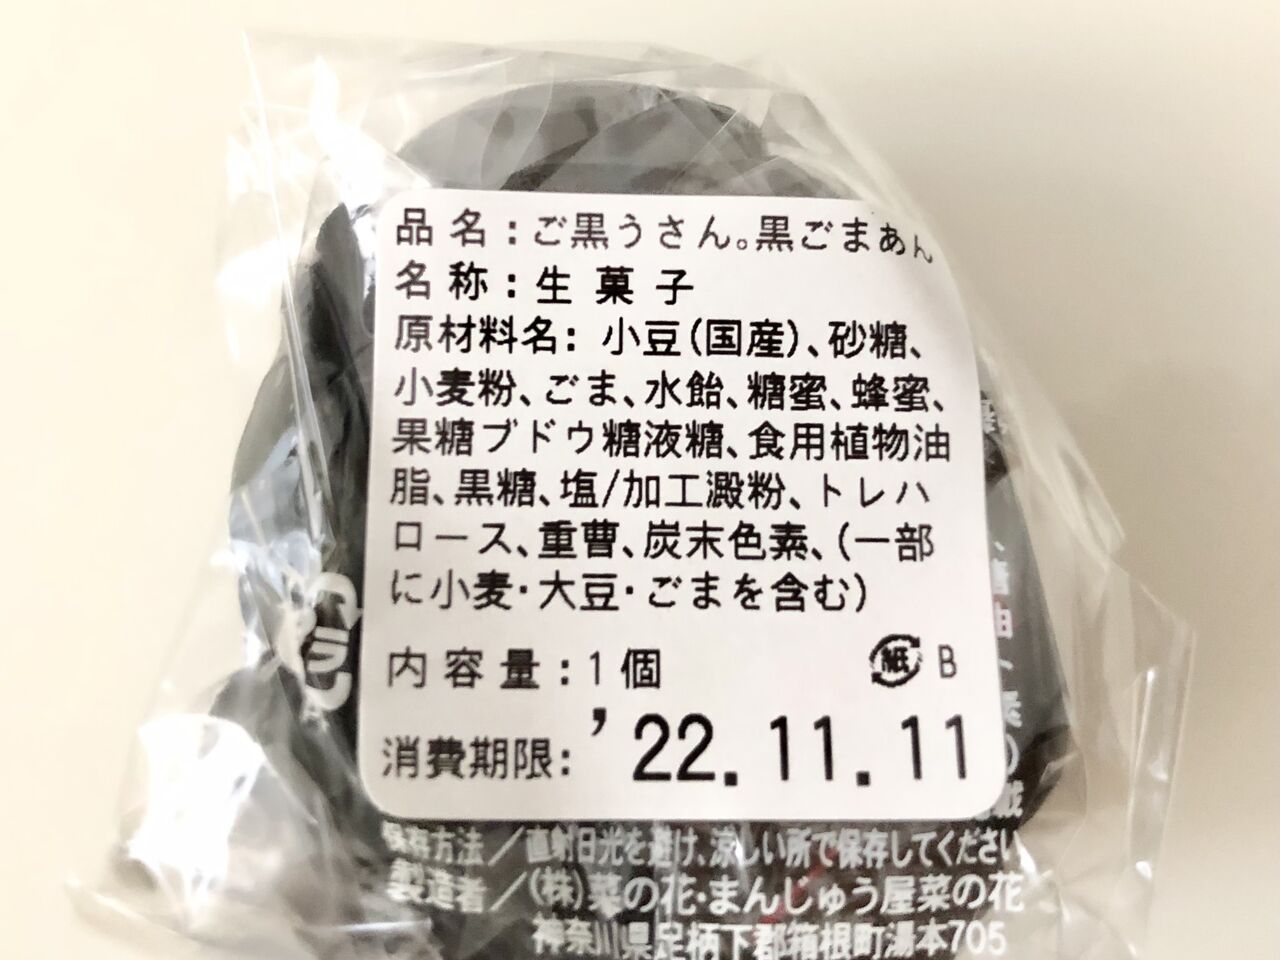 品名:ご黒うさん。黒ごまあん
名称:生菓子
原材料名:小豆(国産)、砂糖、
小麦粉、ごま、水飴、糖蜜、蜂蜜、
果糖ブドウ糖液糖、食用植物油
脂、黒糖、塩/加工澱粉、トレハ
ロース、重曹、炭末色素、(一部
に小麦・大豆・ごまを含む)
内容量:1個
紙 B
消費期限:'22.11.11
保存方法/直射日光を避け、涼しい所で保存してください
製造者/(株)菜の花・まんじゅう屋菜の花
神奈川県足柄下郡箱根町湯本705